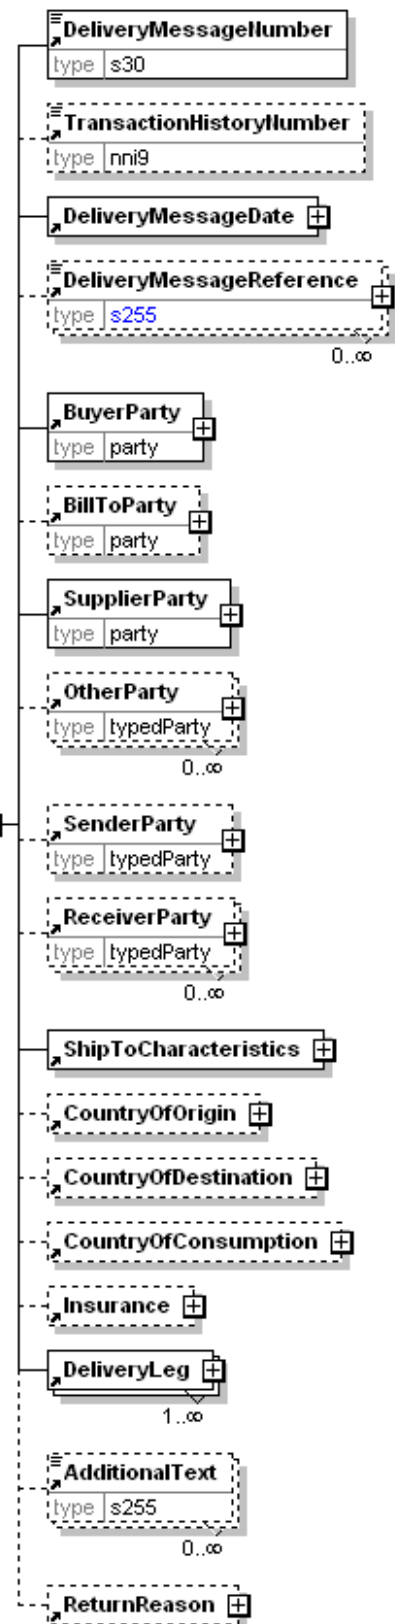 DeliveryMessageNumber
type s30
TransactionHistoryNumber
type nni9
DeliveryMessageDate
DeliveryMessageReference
type s255
0..∞
BuyerParty
type party
BillToParty
type party
SupplierParty
type party
OtherParty
type typedParty
0..∞
SenderParty
type typedParty
ReceiverParty
type typedParty
0..∞
ShipToCharacteristics
CountryOfOrigin
CountryOfDestination
CountryOfConsumption
Insurance
DeliveryLeg
1..∞
AdditionalText
type s255
0..∞
ReturnReason